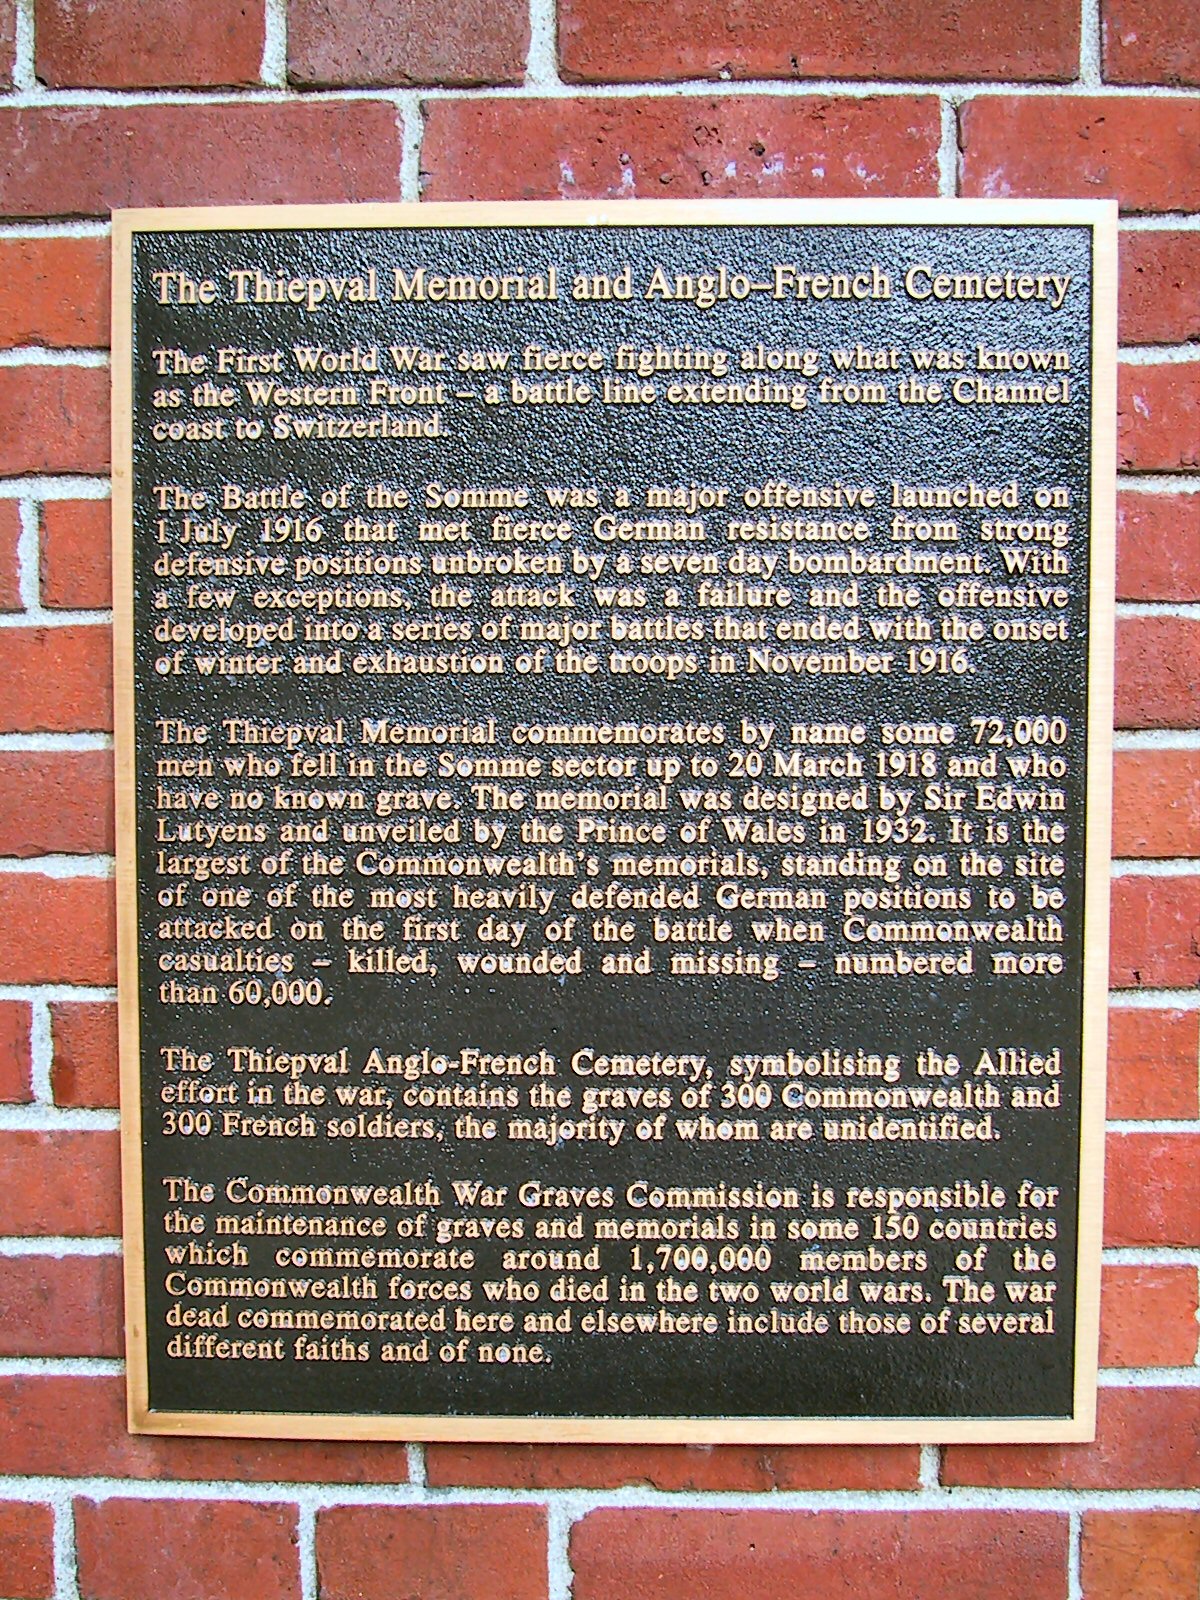 The Thiepval Memorial and Anglo–French Cemetery
The First World War saw fierce fighting along what was known
as the Western Front – a battle line extending from the Channel
coast to Switzerland.
The Battle of the Somme was a major offensive launched on
1 July 1916 that met fierce German resistance from strong
defensive positions unbroken by a seven day bombardment. With
a few exceptions, the attack was a failure and the offensive
developed into a series of major battles that ended with the onset
of winter and exhaustion of the troops in November 1916.
The Thiepval Memorial commemorates by name some 72,000
men who fell in the Somme sector up to 20 March 1918 and who
have no known grave. The memorial was designed by Sir Edwin
Lutyens and unveiled by the Prince of Wales in 1932. It is the
largest of the Commonwealth's memorials, standing on the site
of one of the most heavily defended German positions to be
attacked on the first day of the battle when Commonwealth
casualties – killed, wounded and missing – numbered more
than 60,000.
The Thiepval Anglo-French Cemetery, symbolising the Allied
effort in the war, contains the graves of 300 Commonwealth and
300 French soldiers, the majority of whom are unidentified.
The Commonwealth War Graves Commission is responsible for
the maintenance of graves and memorials in some 150 countries
which commemorate around 1,700,000 members of the
Commonwealth forces who died in the two world wars. The war
dead commemorated here and elsewhere include those of several
different faiths and of none.